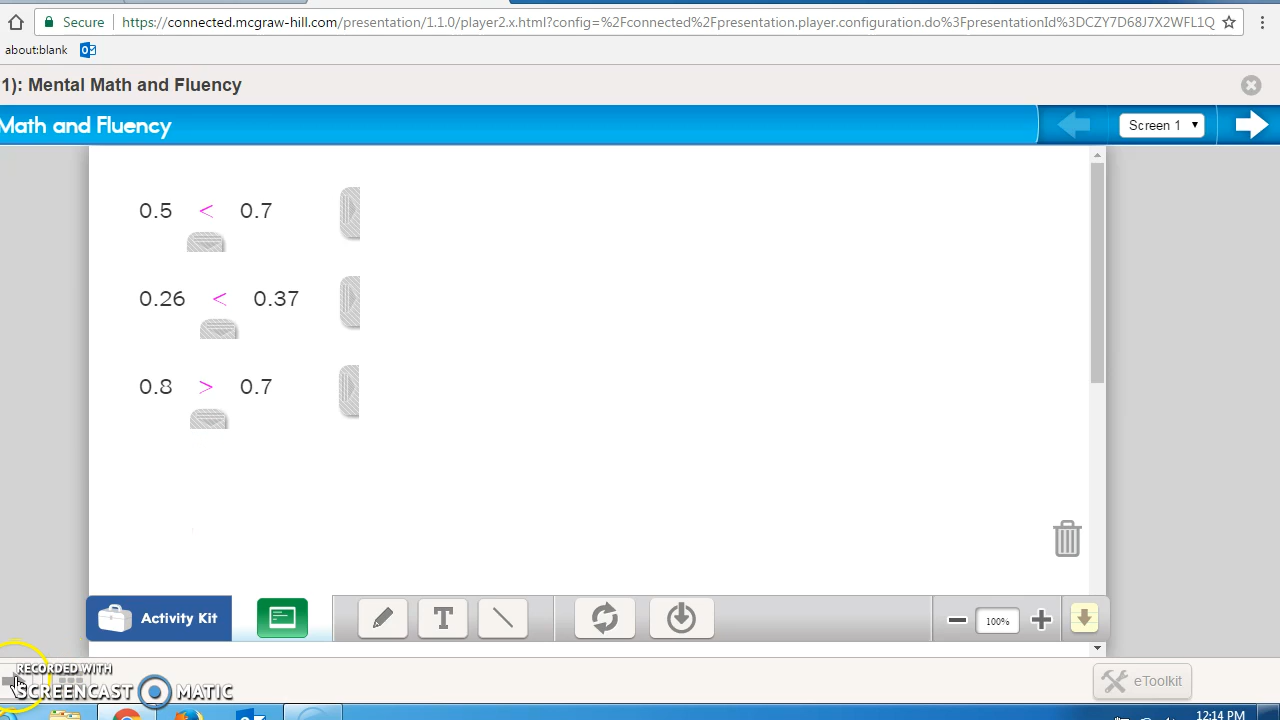 Secure https://connected.mcgraw-hill.com/presentation/1.1.0/player2.x.html?config=%2Fconnected%2Fpresentation.player.configuration.do%3FpresentationId%3DCZY7D68J7X2WFL1Q
about:blank
1): Mental Math and Fluency
Math and Fluency
Screen 1
0.5 < 0.7
0.26 < 0.37
0.8 > 0.7
Activity Kit
T
100%
RECORDED WITH
SCREENCAST MATIC
eToolkit
12:14 PM